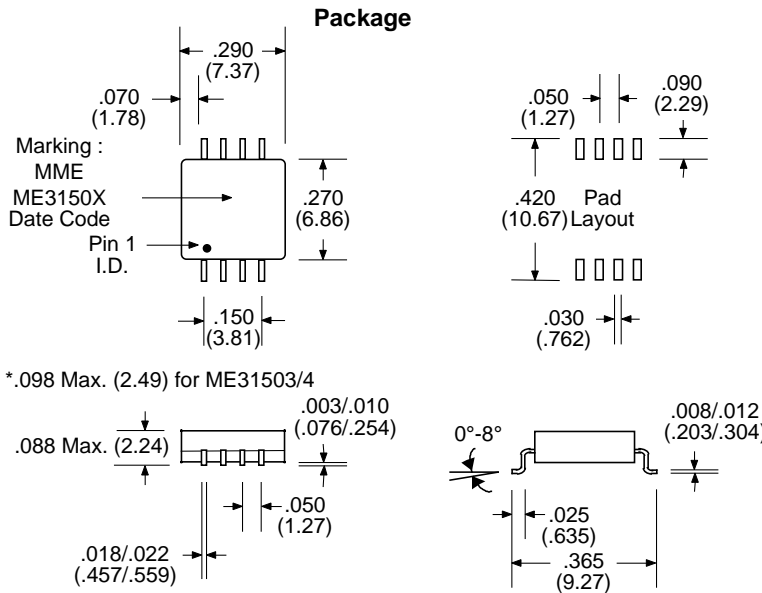 Package
.290
(7.37)
.070
(1.78)
Marking :
MME
ME3150X
Date Code
Pin 1
I.D.
.270
(6.86)
.150
(3.81)
.050
(1.27)
.090
(2.29)
.420
(10.67)
Pad
Layout
.030
(.762)
*.098 Max. (2.49) for ME31503/4
.088 Max. (2.24)
.003/.010
(.076/.254)
.050
(1.27)
.018/.022
(.457/.559)
0°-8°
.008/.012
(.203/.304)
.025
(.635)
.365
(9.27)